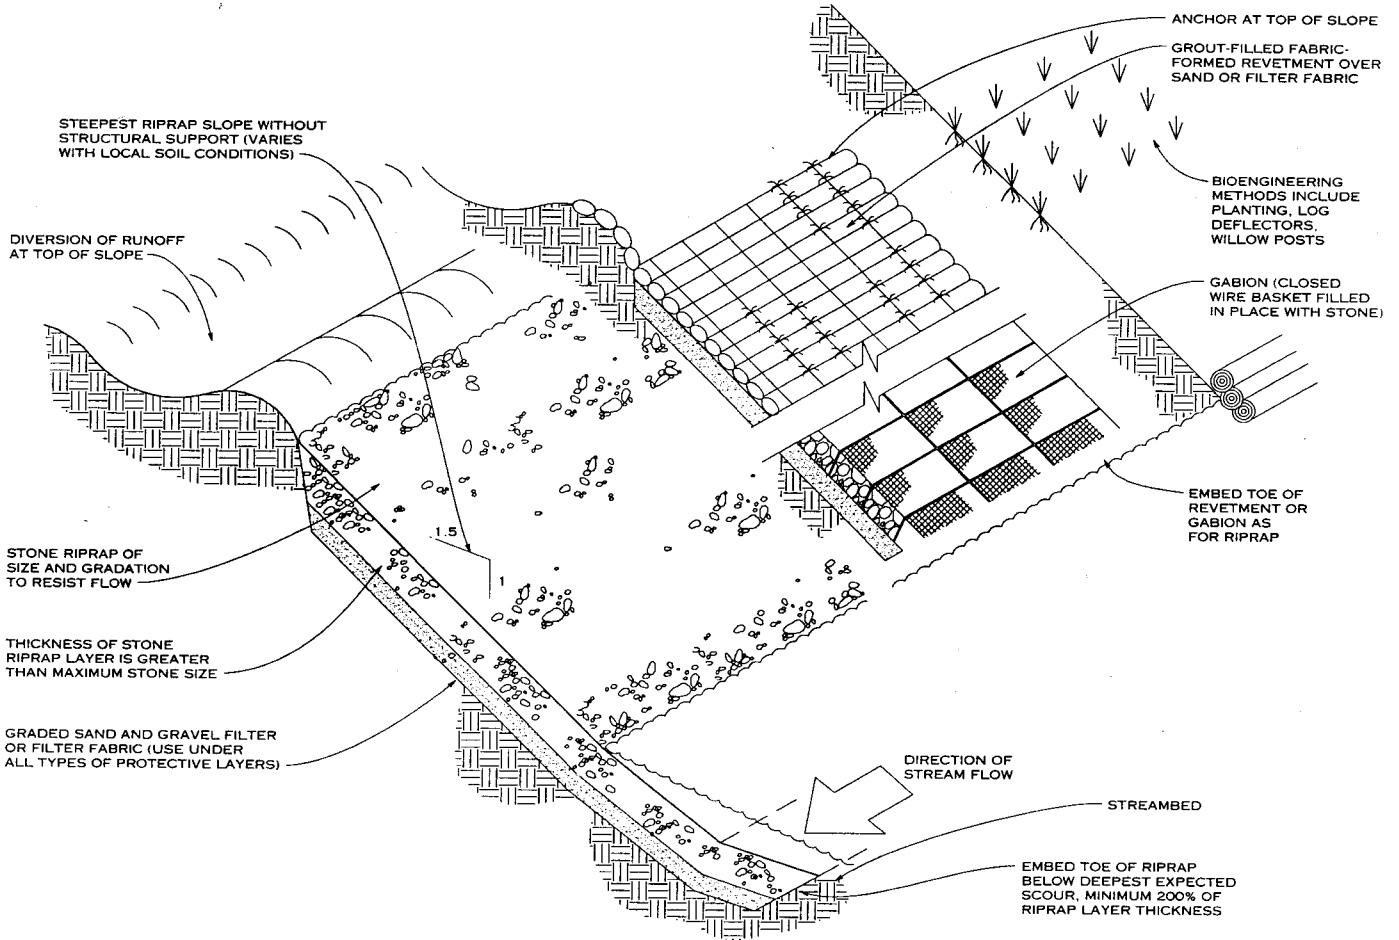 ANCHOR AT TOP OF SLOPE
GROUT-FILLED FABRIC-
FORMED REVETMENT OVER
SAND OR FILTER FABRIC
STEEPEST RIPRAP SLOPE WITHOUT
STRUCTURAL SUPPORT (VARIES
WITH LOCAL SOIL CONDITIONS)
BIOENGINEERING
METHODS INCLUDE
PLANTING, LOG
DEFLECTORS,
WILLOW POSTS
DIVERSION OF RUNOFF
AT TOP OF SLOPE
GABION (CLOSED
WIRE BASKET FILLED
IN PLACE WITH STONE)
EMBED TOE OF
REVETMENT OR
GABION AS
FOR RIPRAP
1.5
1
STONE RIPRAP OF
SIZE AND GRADATION
TO RESIST FLOW
THICKNESS OF STONE
RIPRAP LAYER IS GREATER
THAN MAXIMUM STONE SIZE
GRADED SAND AND GRAVEL FILTER
OR FILTER FABRIC (USE UNDER
ALL TYPES OF PROTECTIVE LAYERS)
DIRECTION OF
STREAM FLOW
STREAMBED
EMBED TOE OF RIPRAP
BELOW DEEPEST EXPECTED
SCOUR, MINIMUM 200% OF
RIPRAP LAYER THICKNESS